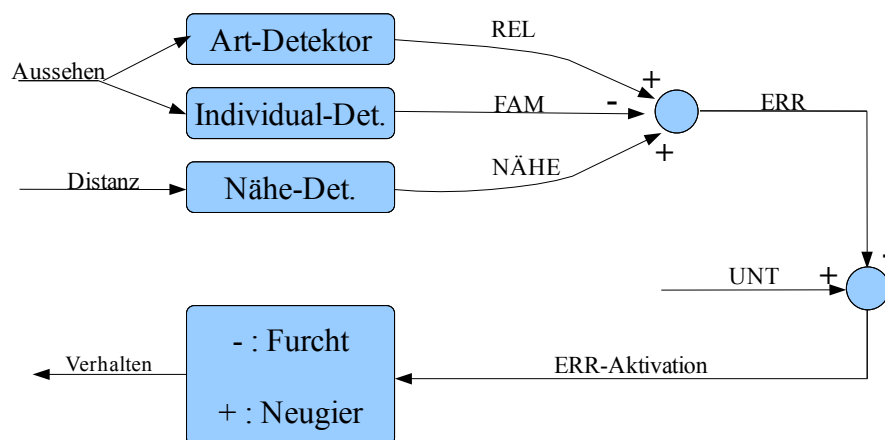 Aussehen
Art-Detektor
REL
+
Individual-Det.
FAM
-
ERR
Distanz
Nähe-Det.
NÄHE
+
UNT
+
-
- : Furcht
+ : Neugier
Verhalten
ERR-Aktivation